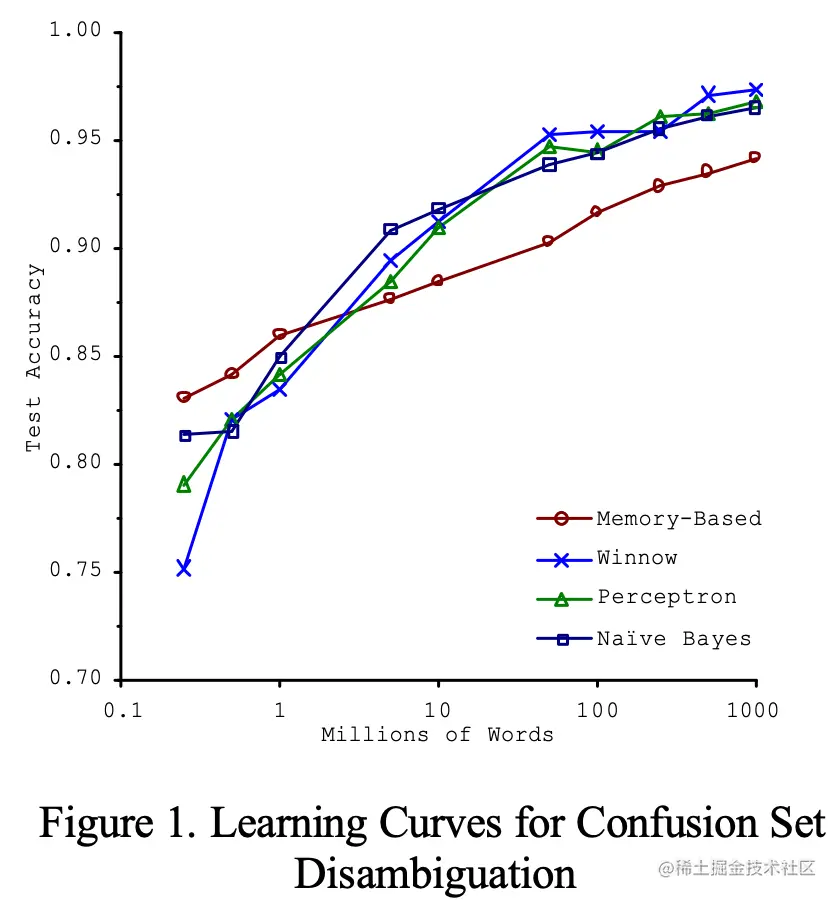 1.00
0.95
0.90
0.85
0.80
0.75
0.70
Test Accuracy
Memory-Based
Winnow
Perceptron
Naïve Bayes
0.1 1 10 100 1000
Millions of Words
Figure 1. Learning Curves for Confusion Set
Disambiguation
@稀土掘金技术社区